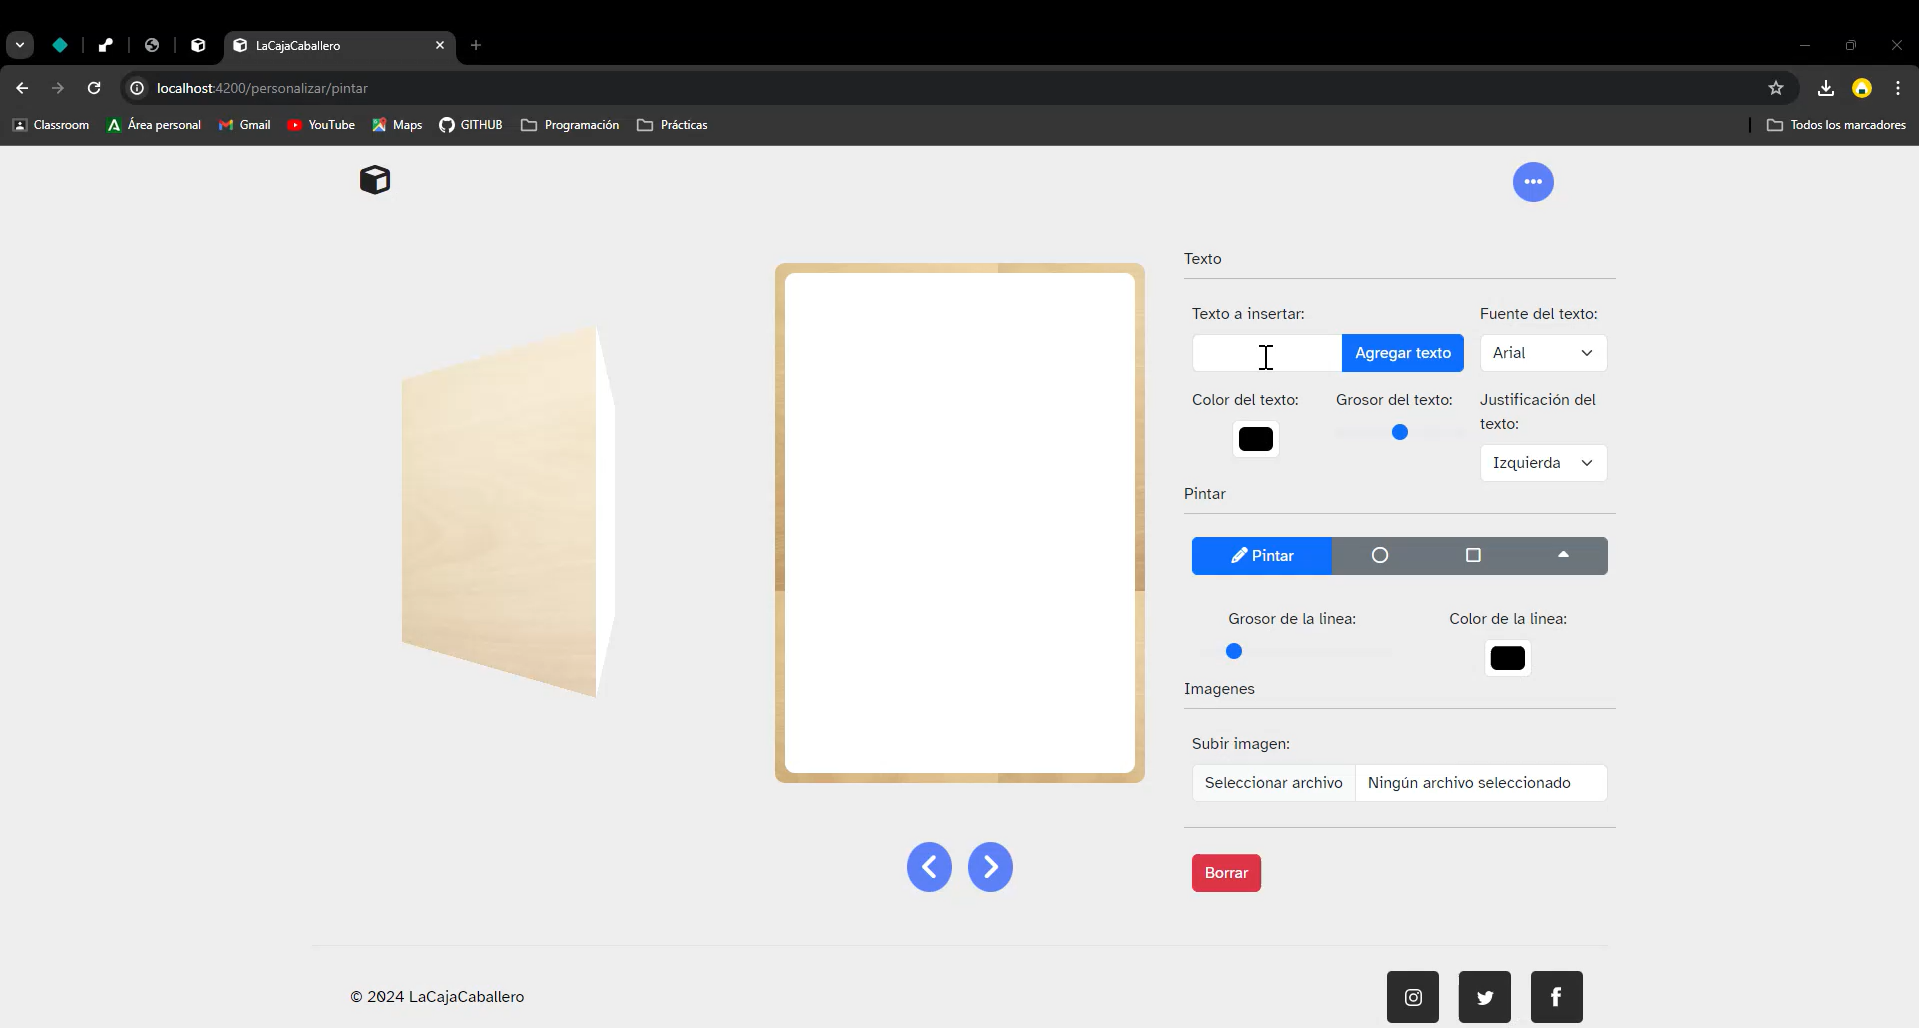 LaCajaCaballero
localhost:4200/personalizar/pintar
Classroom
Área personal
Gmail
YouTube
Maps
GITHUB
Programación
Prácticas
Todos los marcadores
Texto
Texto a insertar:
Fuente del texto:
Agregar texto
Arial
Color del texto:
Grosor del texto:
Justificación del
texto:
Izquierda
Pintar
Pintar
Grosor de la linea:
Color de la linea:
Imagenes
Subir imagen:
Seleccionar archivo
Ningún archivo seleccionado
Borrar
© 2024 LaCajaCaballero